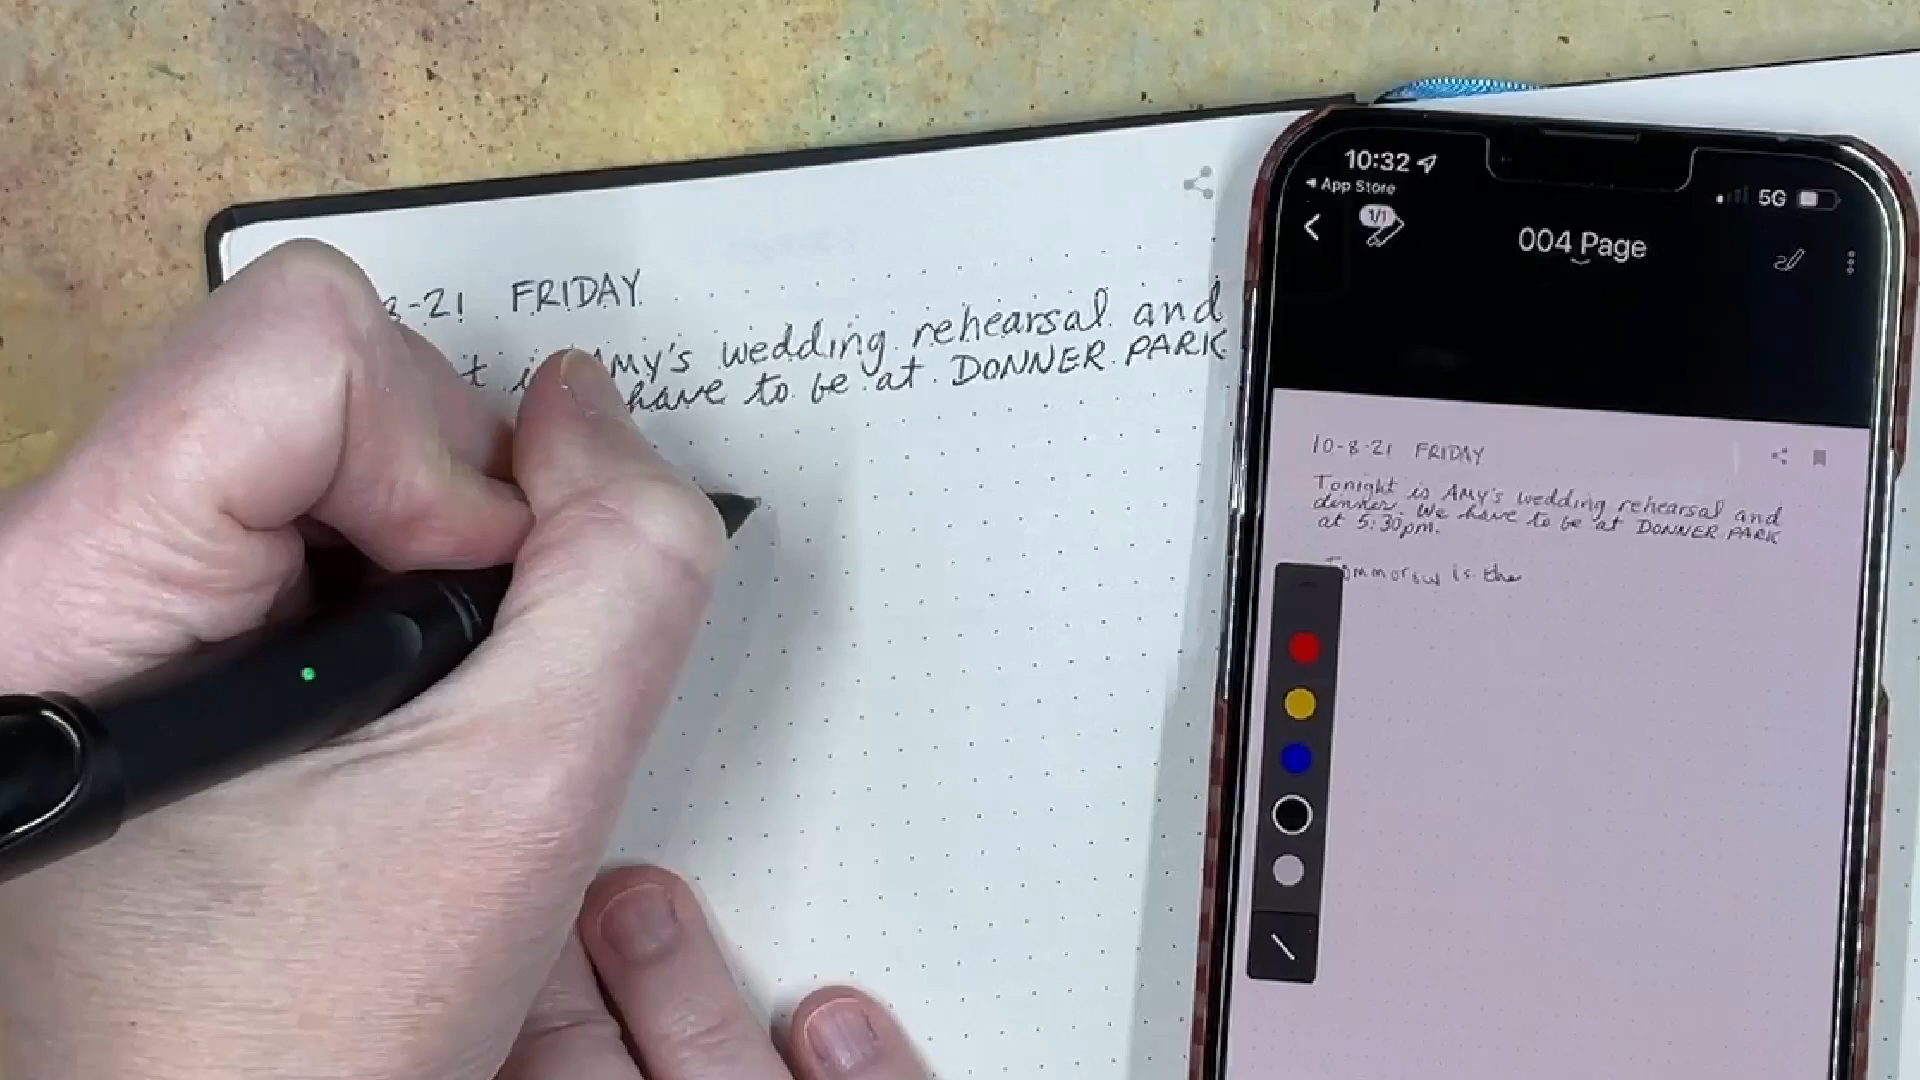 8-21 FRIDAY
t is AMY's wedding rehearsal and
have to be at DONNER PARK
10:32
App Store
5G
1/1
004 Page
10-8-21 FRIDAY
Tonight is AMY's wedding rehearsal and
dinner. We have to be at DONNER PARK
at 5:30pm.
Tommorow is the